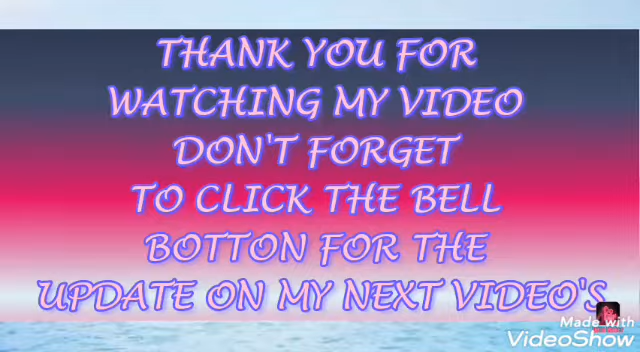 THANK YOU FOR
WATCHING MY VIDEO
DON'T FORGET
TO CLICK THE BELL
BOTTON FOR THE
UPDATE ON MY NEXT VIDEO'S
Made with
VideoShow